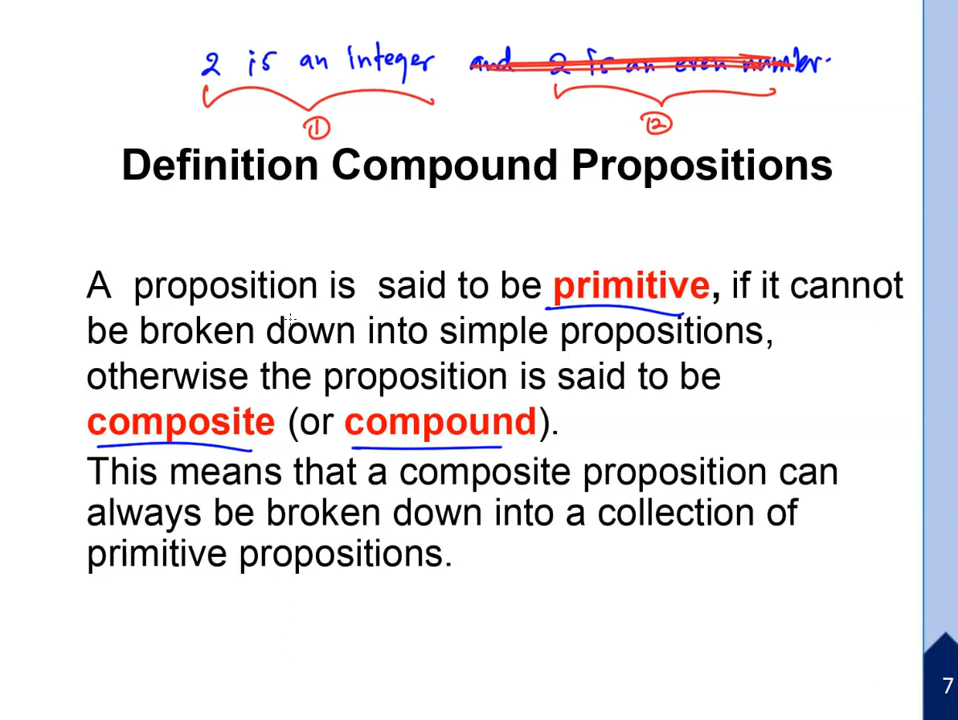 2 is an integer and 2 is an even number.
① ②
Definition Compound Propositions
A proposition is said to be primitive, if it cannot
be broken down into simple propositions,
otherwise the proposition is said to be
composite (or compound).
This means that a composite proposition can
always be broken down into a collection of
primitive propositions.
7